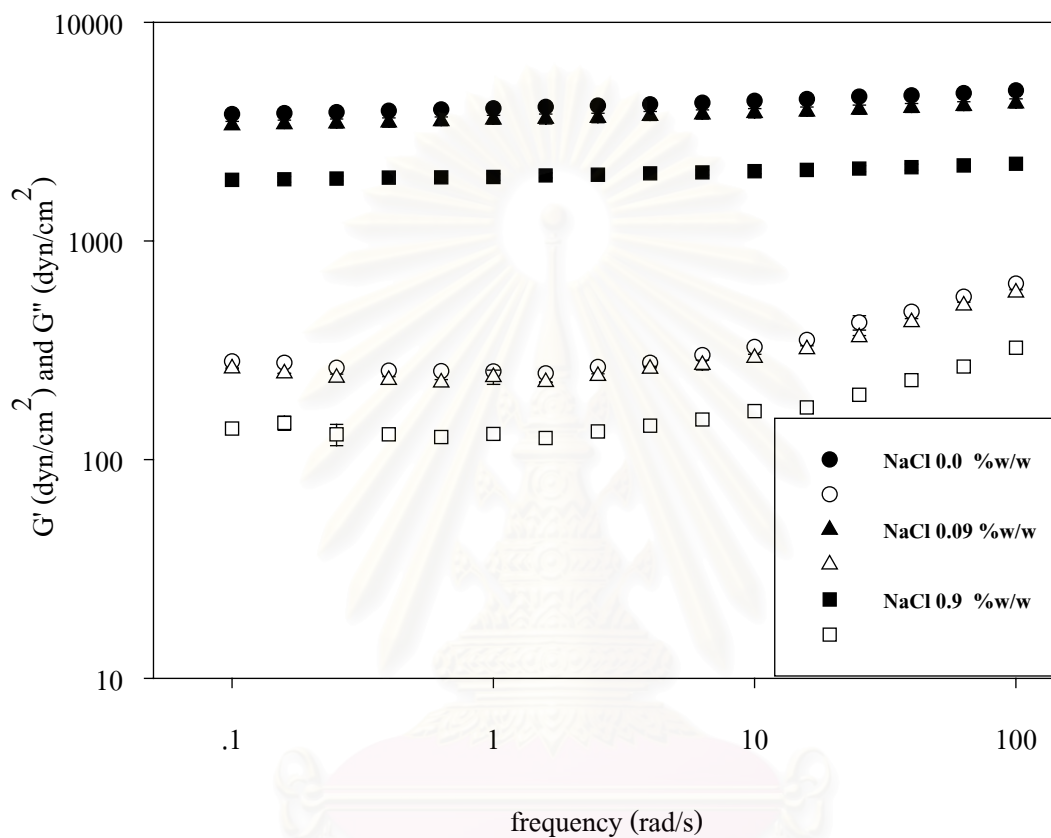 10000
1000
100
10
G' (dyn/cm²) and G'' (dyn/cm²)
NaCl 0.0 %w/w
NaCl 0.09 %w/w
NaCl 0.9 %w/w
.1 1 10 100
frequency (rad/s)